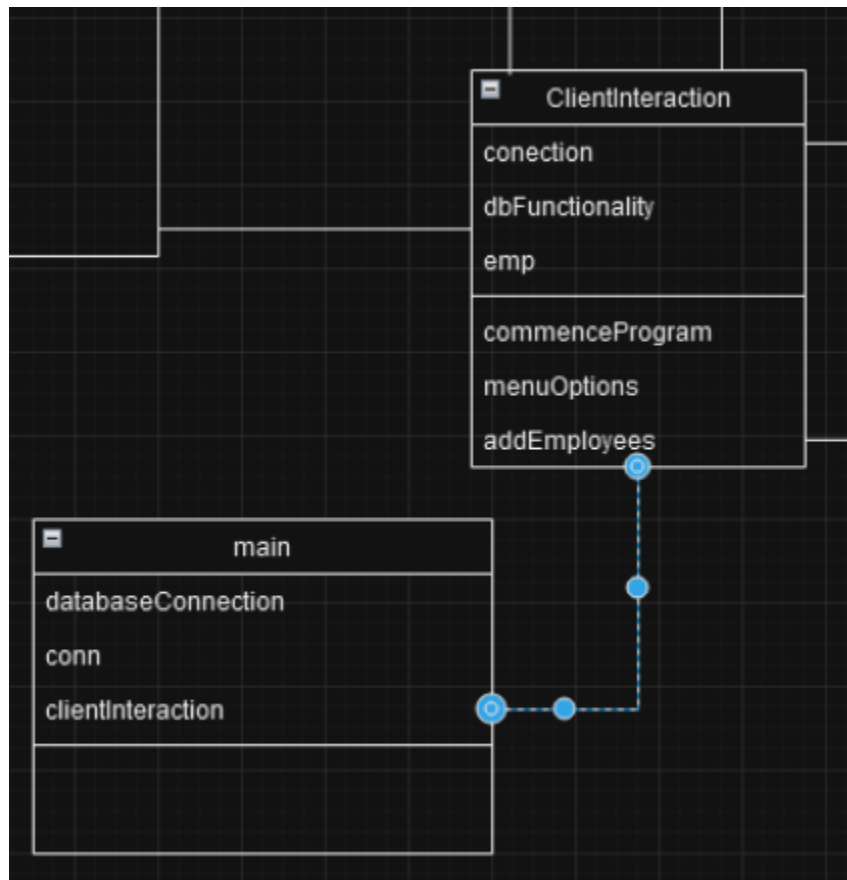 ClientInteraction
conection
dbFunctionality
emp
commenceProgram
menuOptions
addEmployees
main
databaseConnection
conn
clientInteraction